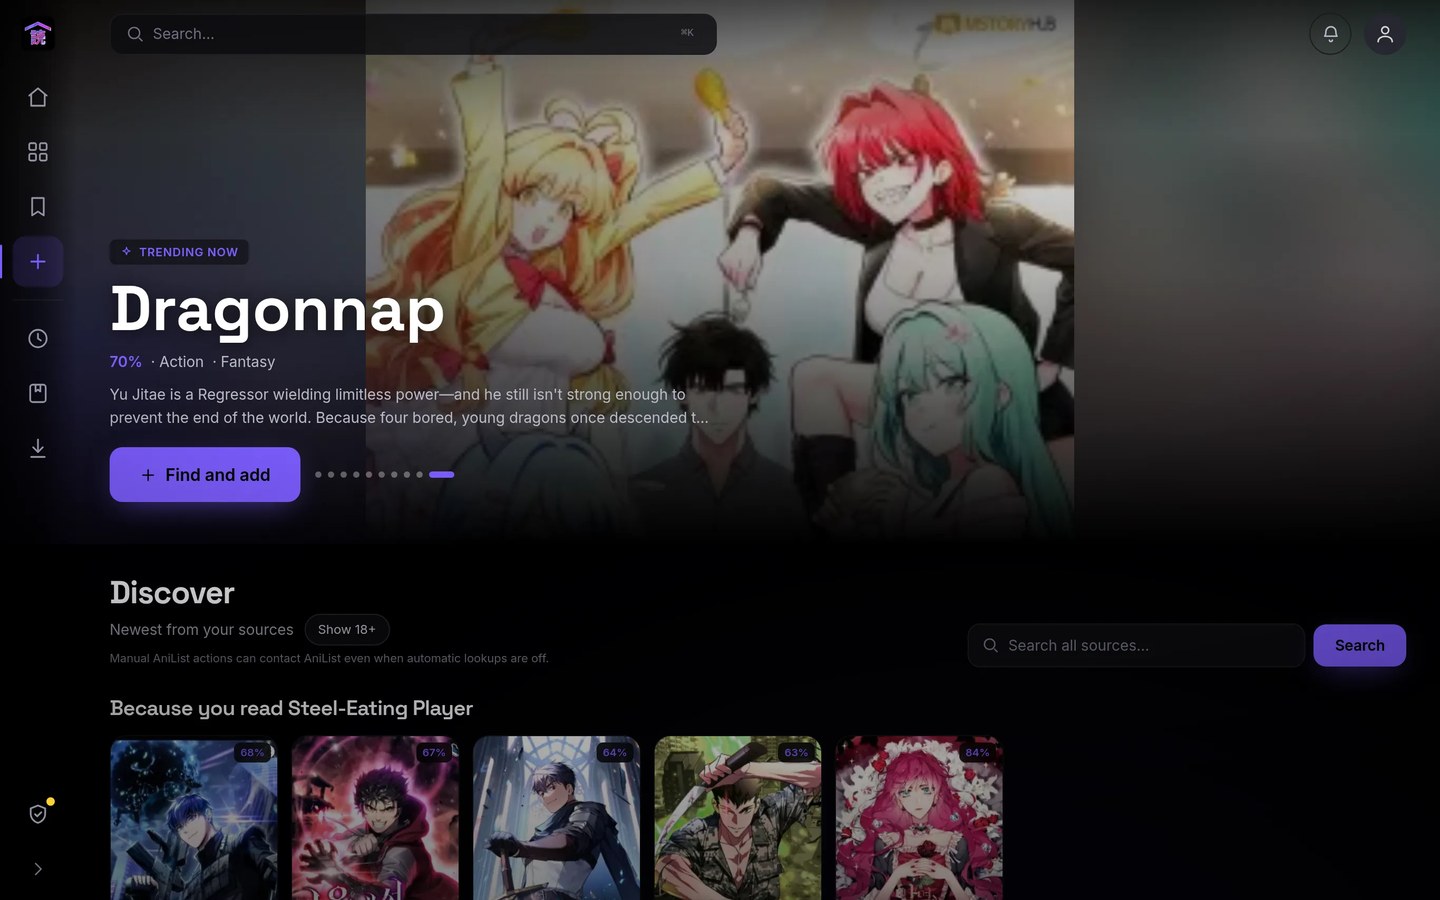 Search...
⌘K
MSTORYHUB
TRENDING NOW
Dragonnap
70% · Action · Fantasy
Yu Jitae is a Regressor wielding limitless power—and he still isn't strong enough to
prevent the end of the world. Because four bored, young dragons once descended t...
+ Find and add
Discover
Newest from your sources Show 18+
Manual AniList actions can contact AniList even when automatic lookups are off.
Search all sources...
Search
Because you read Steel-Eating Player
68%
67%
64%
63%
84%